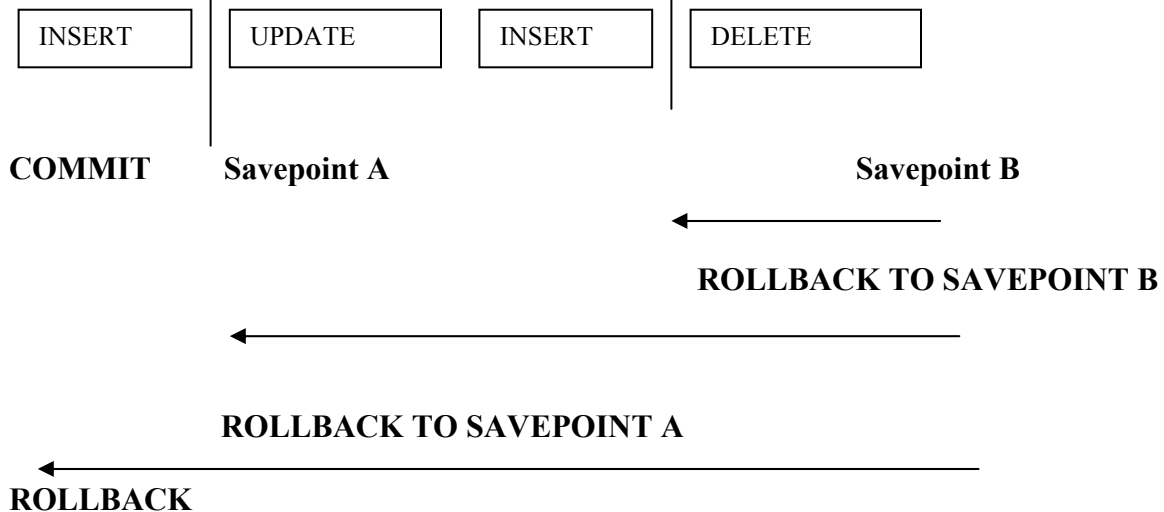 INSERT UPDATE INSERT DELETE
COMMIT Savepoint A Savepoint B
ROLLBACK TO SAVEPOINT B
ROLLBACK TO SAVEPOINT A
ROLLBACK